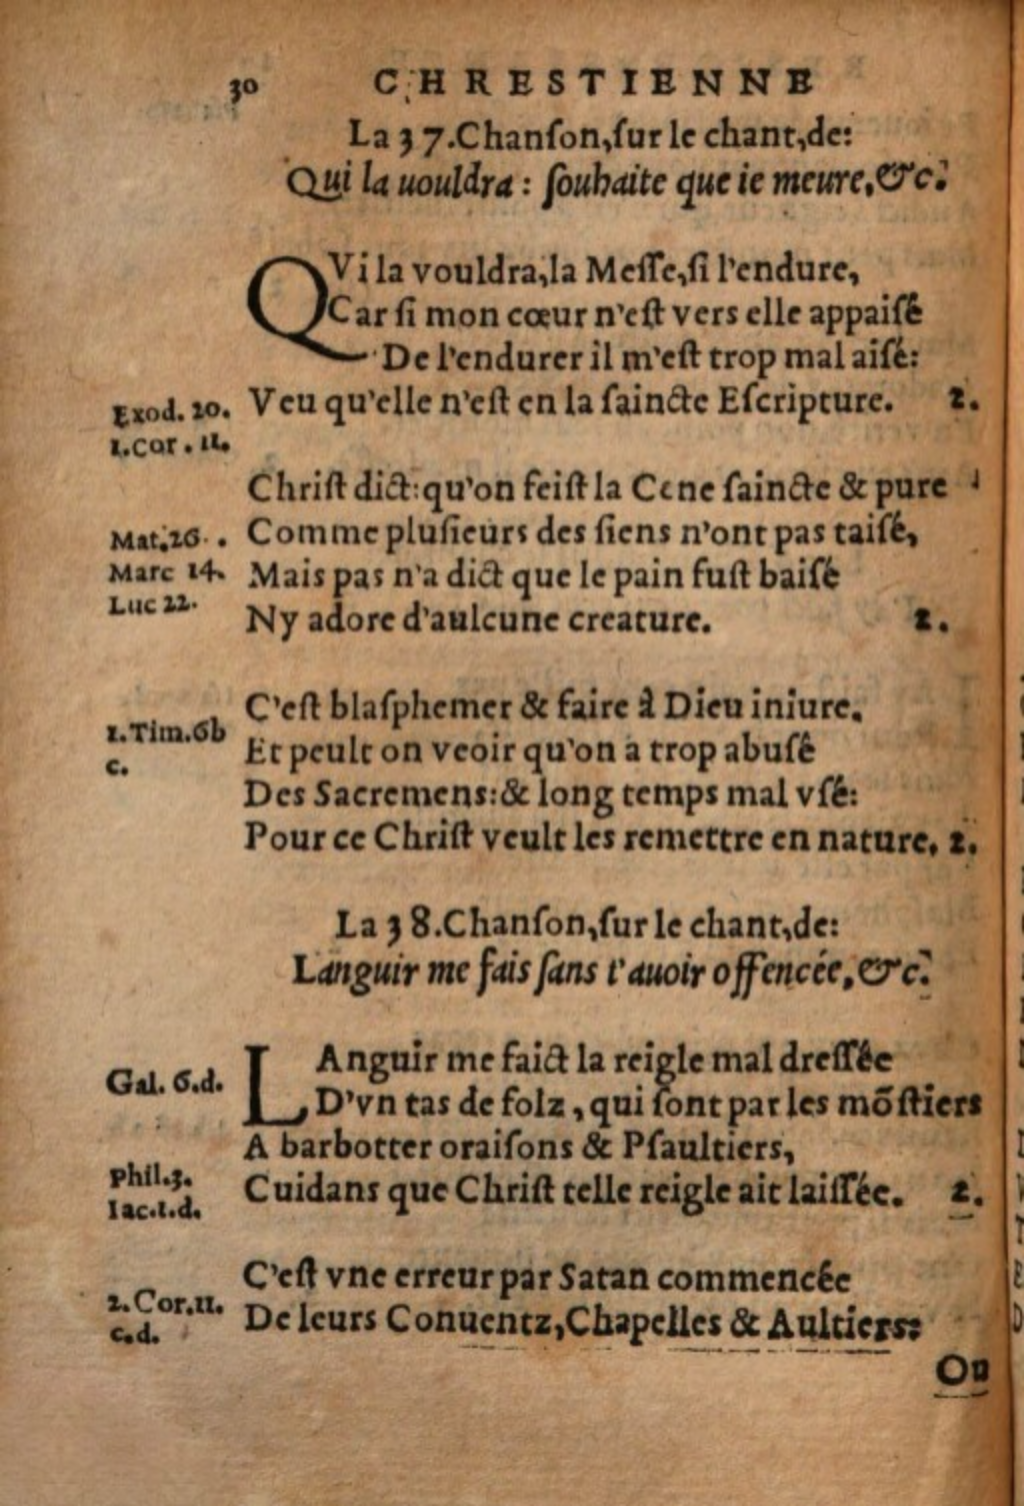 30 CHRESTIENNE
La 37. Chanſon, ſur le chant, de:
Qui la uouldra: ſouhaite que ie meure, &c.
QVi la vouldra, la Meſſe, ſi l'endure,
Car ſi mon cœur n'eſt vers elle appaiſé
De l'endurer il m'eſt trop mal aiſé:
Exod. 20. Veu qu'elle n'eſt en la ſaincte Eſcripture. 2.
1. Cor. 11.
Chriſt dict: qu'on feiſt la Cene ſaincte & pure
Mat. 26. Comme pluſieurs des ſiens n'ont pas taiſé,
Marc 14. Mais pas n'a dict que le pain fuſt baiſé
Luc 22. Ny adore d'aulcune creature. 2.
C'eſt blaſphemer & faire à Dieu iniure.
1. Tim. 6 b Et peult on veoir qu'on a trop abuſé
c. Des Sacremens: & long temps mal vſé:
Pour ce Chriſt veult les remettre en nature. 2.
La 38. Chanſon, ſur le chant, de:
Languir me fais ſans t'auoir offencée, &c.
Gal. 6. d. LAnguir me faict la reigle mal dreſſée
D'vn tas de folz, qui ſont par les mõſtiers
A barbotter oraiſons & Pſaultiers,
Phil. 3. Cuidans que Chriſt telle reigle ait laiſſée. 2.
Iac. 1. d.
C'eſt vne erreur par Satan commencée
2. Cor. 11. De leurs Conuentz, Chapelles & Aultiers:
c. d.
Ou